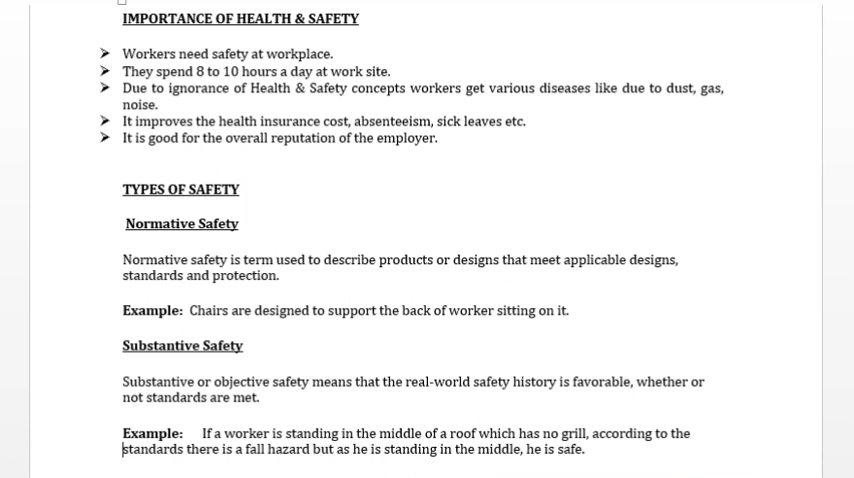 IMPORTANCE OF HEALTH & SAFETY
➤ Workers need safety at workplace.
➤ They spend 8 to 10 hours a day at work site.
➤ Due to ignorance of Health & Safety concepts workers get various diseases like due to dust, gas,
noise.
➤ It improves the health insurance cost, absenteeism, sick leaves etc.
➤ It is good for the overall reputation of the employer.
TYPES OF SAFETY
Normative Safety
Normative safety is term used to describe products or designs that meet applicable designs,
standards and protection.
Example: Chairs are designed to support the back of worker sitting on it.
Substantive Safety
Substantive or objective safety means that the real-world safety history is favorable, whether or
not standards are met.
Example: If a worker is standing in the middle of a roof which has no grill, according to the
standards there is a fall hazard but as he is standing in the middle, he is safe.